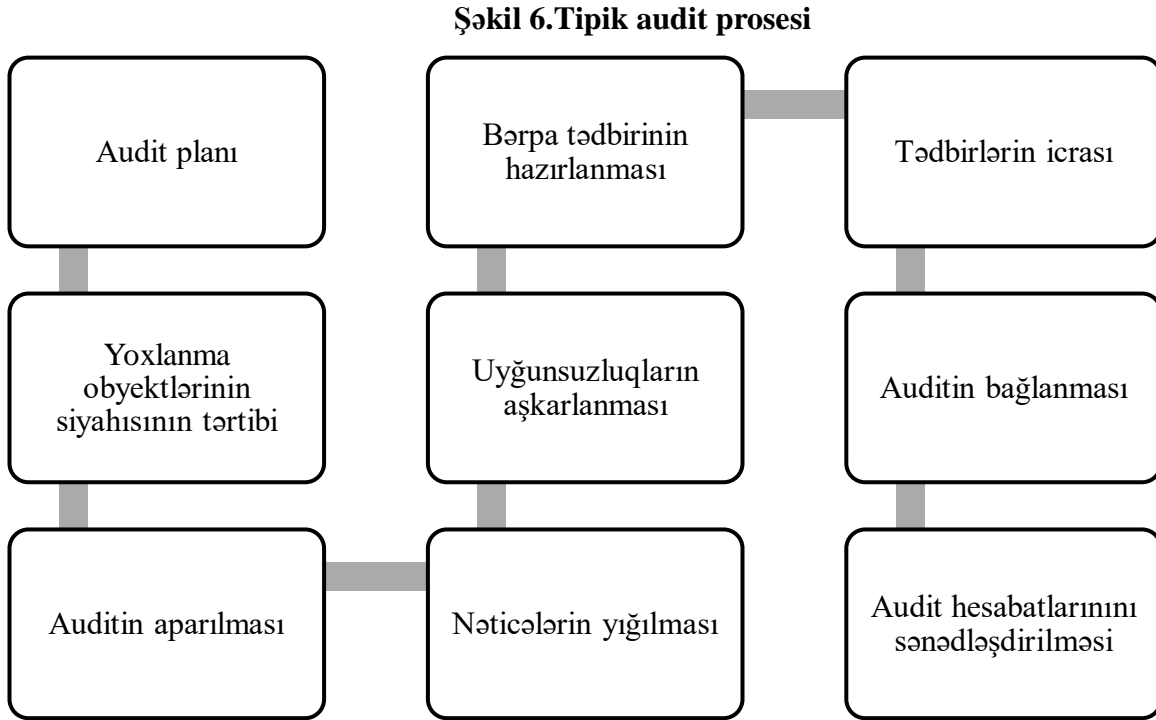 Şəkil 6.Tipik audit prosesi
Audit planı
Yoxlanma
obyektlərinin
siyahısının tərtibi
Auditin aparılması
Nəticələrin yığılması
Uyğunsuzluqların
aşkarlanması
Bərpa tədbirinin
hazırlanması
Tədbirlərin icrası
Auditin bağlanması
Audit hesabatlarınını
sənədləşdirilməsi